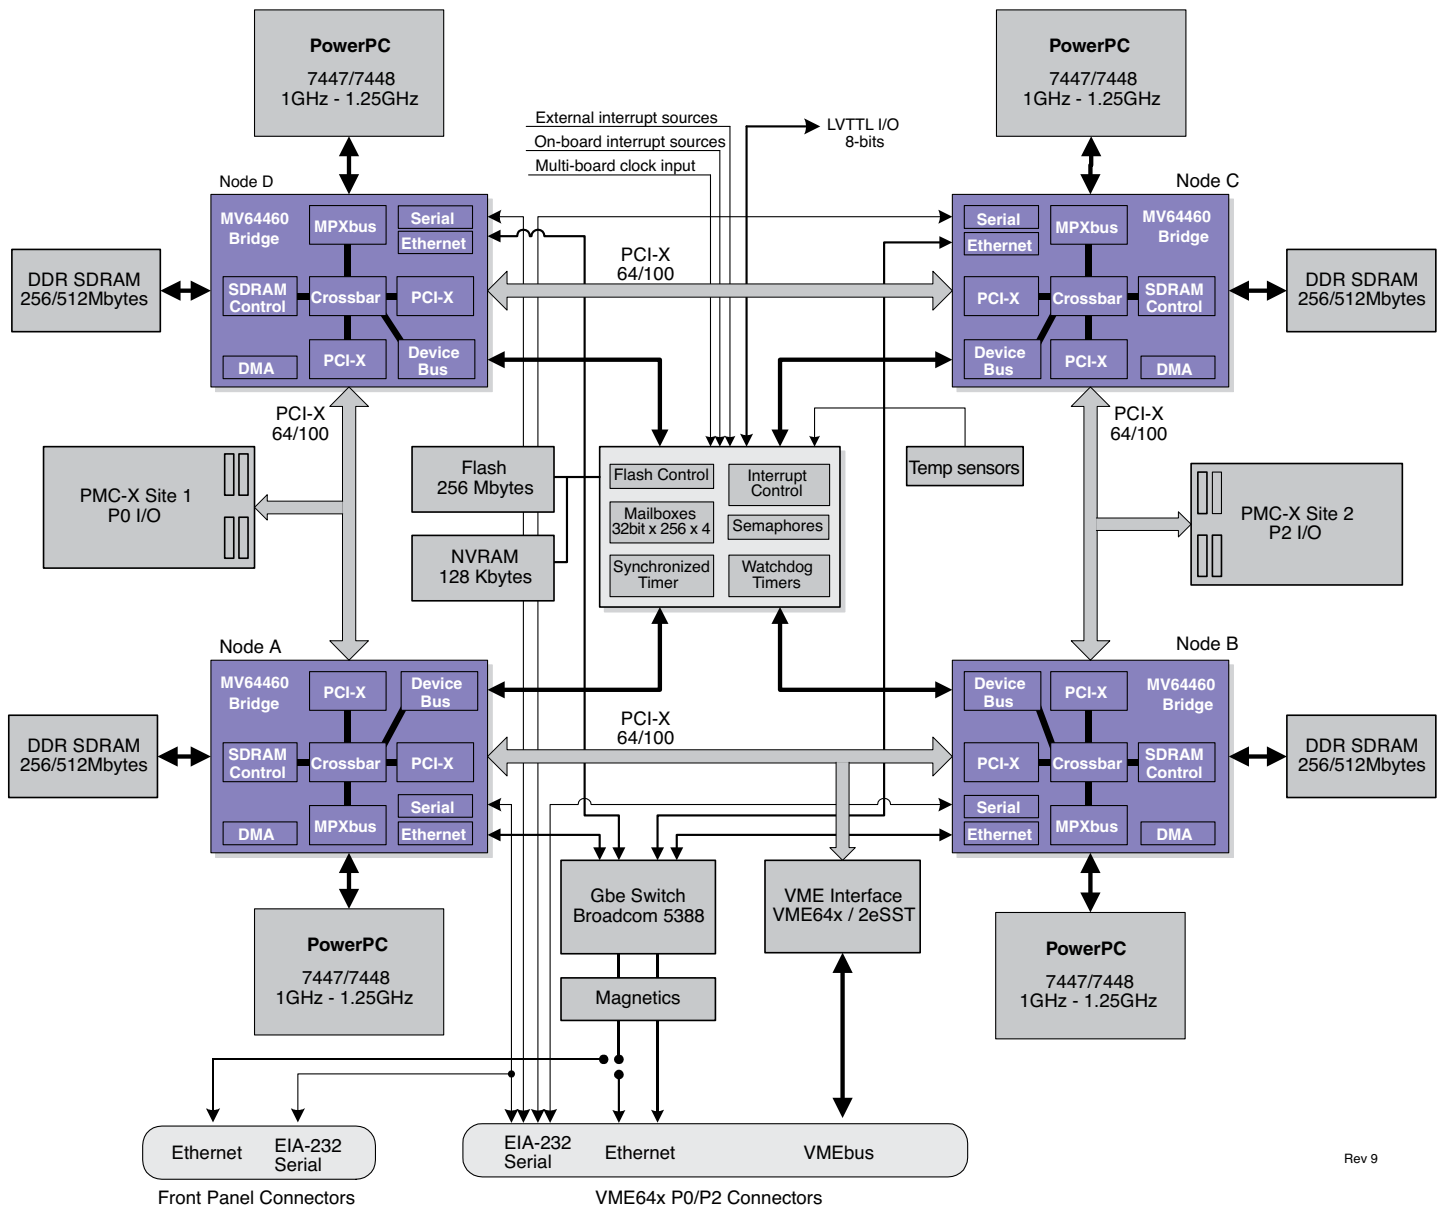 PowerPC
7447/7448
1GHz - 1.25GHz
PowerPC
7447/7448
1GHz - 1.25GHz
External interrupt sources
On-board interrupt sources
Multi-board clock input
LVTTL I/O
8-bits
Node D
MV64460
Bridge
MPXbus
Serial
Ethernet
SDRAM
Control
Crossbar
PCI-X
DMA
PCI-X
Device
Bus
DDR SDRAM
256/512Mbytes
PCI-X
64/100
Node C
Serial
Ethernet
MPXbus
MV64460
Bridge
PCI-X
Crossbar
SDRAM
Control
Device
Bus
PCI-X
DMA
DDR SDRAM
256/512Mbytes
PCI-X
64/100
PCI-X
64/100
PMC-X Site 1
P0 I/O
Flash
256 Mbytes
NVRAM
128 Kbytes
Flash Control
Interrupt
Control
Mailboxes
32bit x 256 x 4
Semaphores
Synchronized
Timer
Watchdog
Timers
Temp sensors
PMC-X Site 2
P2 I/O
Node A
MV64460
Bridge
PCI-X
Device
Bus
SDRAM
Control
Crossbar
PCI-X
Serial
Ethernet
DMA
MPXbus
DDR SDRAM
256/512Mbytes
PCI-X
64/100
Node B
Device
Bus
PCI-X
MV64460
Bridge
PCI-X
Crossbar
SDRAM
Control
Serial
Ethernet
MPXbus
DMA
DDR SDRAM
256/512Mbytes
PowerPC
7447/7448
1GHz - 1.25GHz
Gbe Switch
Broadcom 5388
Magnetics
VME Interface
VME64x / 2eSST
PowerPC
7447/7448
1GHz - 1.25GHz
Ethernet
EIA-232
Serial
Front Panel Connectors
EIA-232
Serial
Ethernet
VMEbus
VME64x P0/P2 Connectors
Rev 9